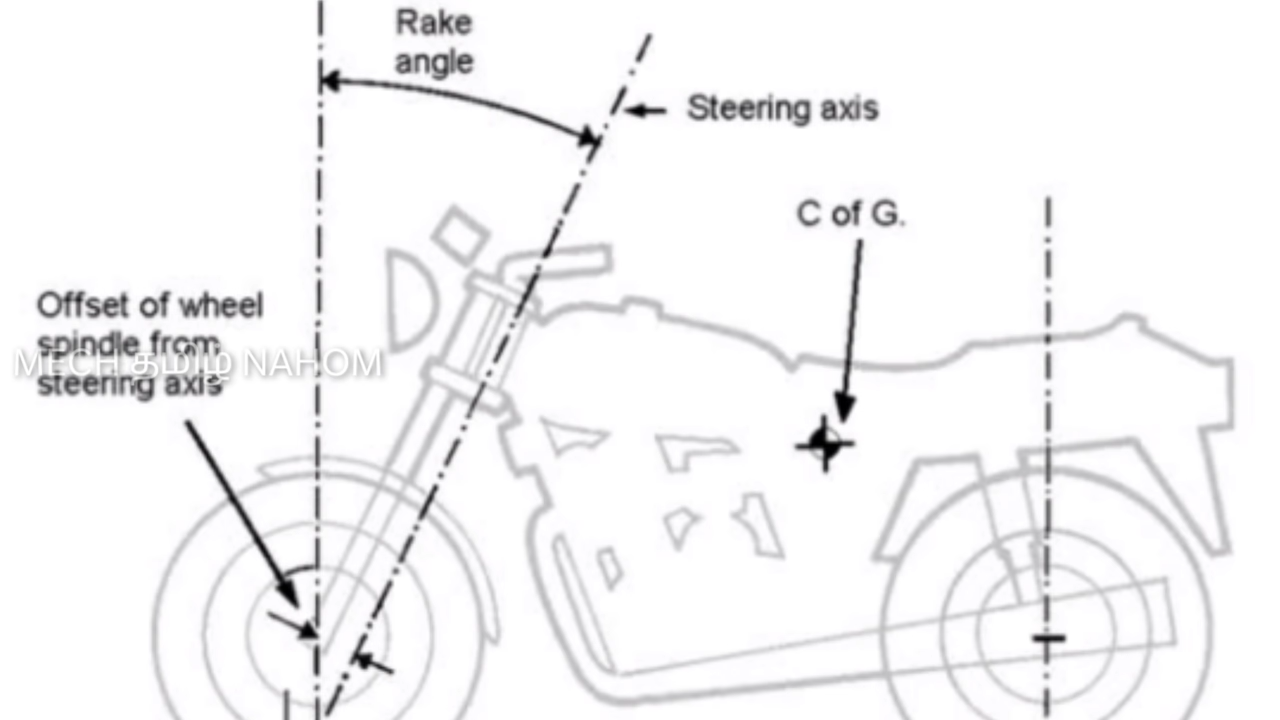 Rake
angle
Steering axis
C of G.
Offset of wheel
spindle from
steering axis
MECH தமிழ் NAHOM